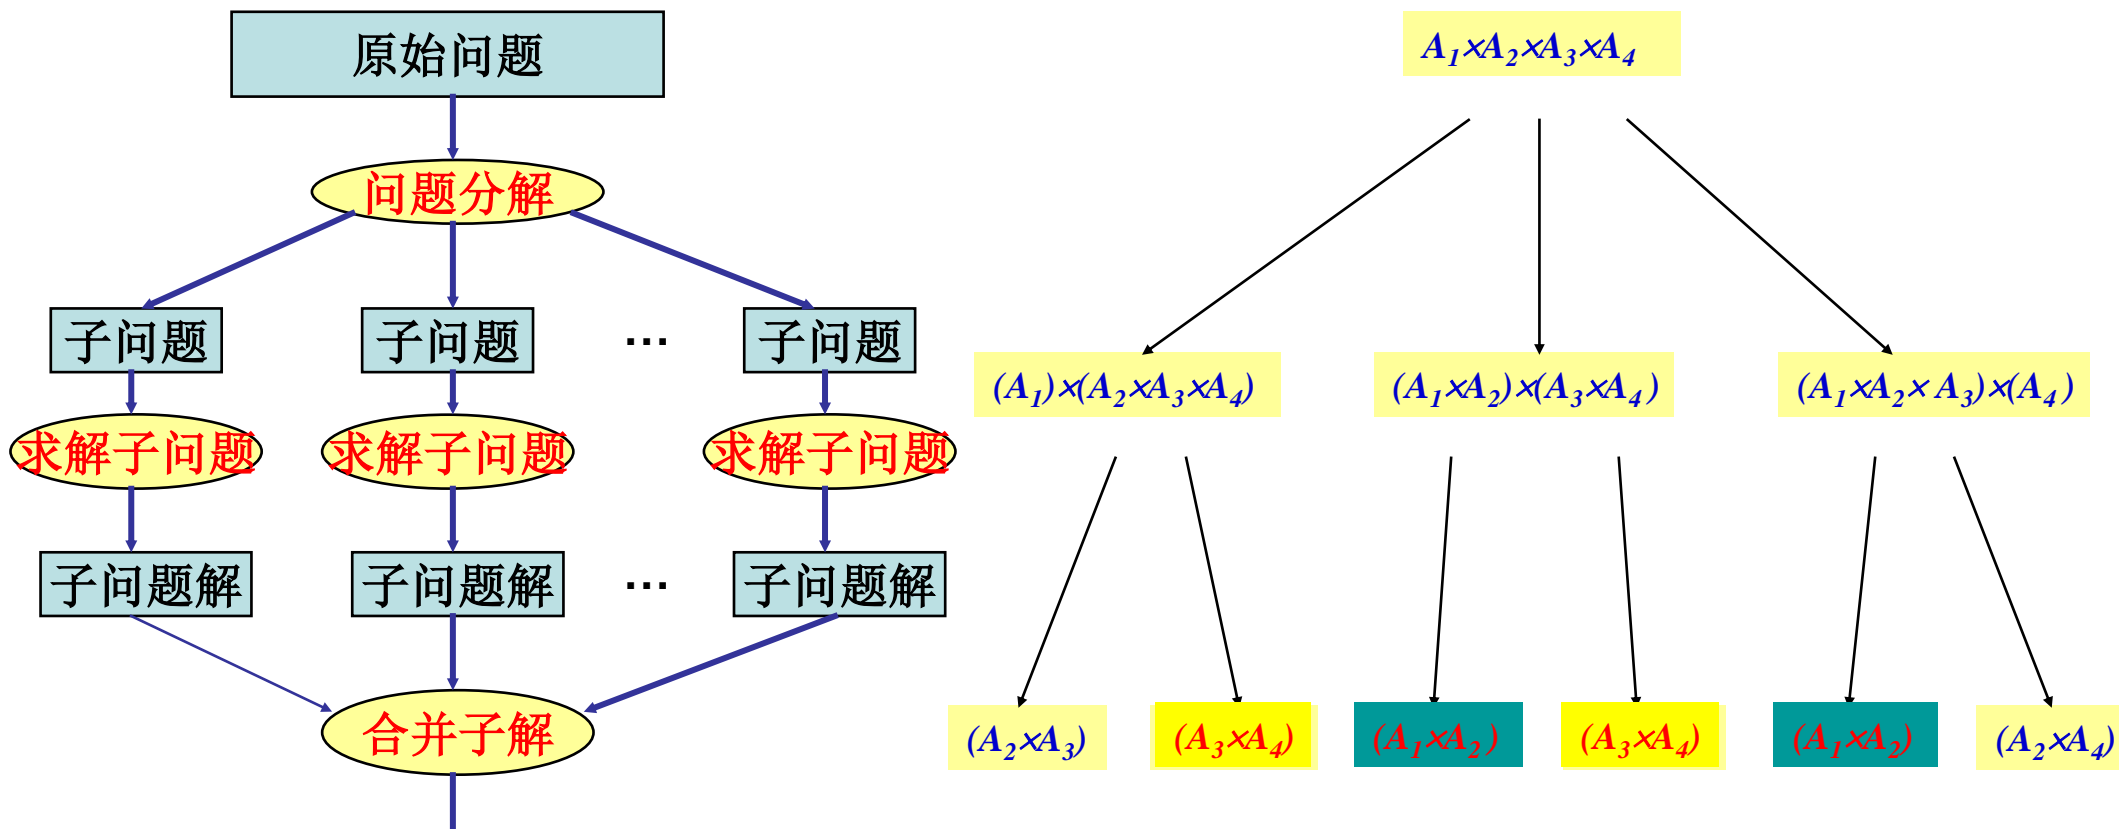 原始问题
问题分解
子问题
子问题
...
子问题
求解子问题
求解子问题
求解子问题
子问题解
子问题解
...
子问题解
合并子解
A₁×A₂×A₃×A₄
(A₁)×(A₂×A₃×A₄)
(A₁×A₂)×(A₃×A₄)
(A₁×A₂×A₃)×(A₄)
(A₂×A₃)
(A₃×A₄)
(A₁×A₂)
(A₃×A₄)
(A₁×A₂)
(A₂×A₄)